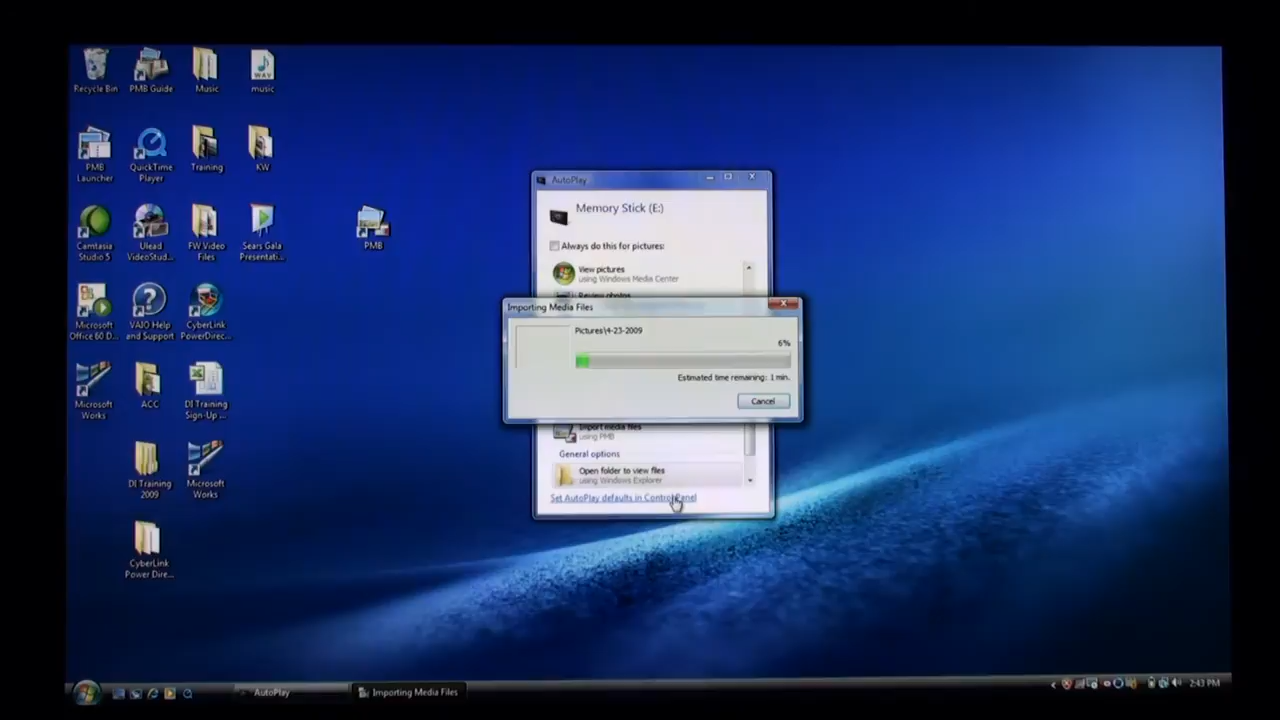 Recycle Bin
PMB Guide
Music
music
PMB
Launcher
QuickTime
Player
Training
KW
Camtasia
Studio 5
Ulead
VideoStud...
FW Video
Files
Sears Gala
Presentati...
PMB
Microsoft
Office 60 D...
VAIO Help
and Support
CyberLink
PowerDirec...
Microsoft
Works
ACC
DI Training
Sign-Up ...
DI Training
2009
Microsoft
Works
CyberLink
Power Dire...
AutoPlay
Memory Stick (E:)
Always do this for pictures:
View pictures
using Windows Media Center
Review photos
Importing Media Files
Pictures\4-23-2009
6%
Estimated time remaining: 1 min.
Cancel
Import media files
using PMB
General options
Open folder to view files
using Windows Explorer
Set AutoPlay defaults in Control Panel
AutoPlay
Importing Media Files
2:43 PM
WAV